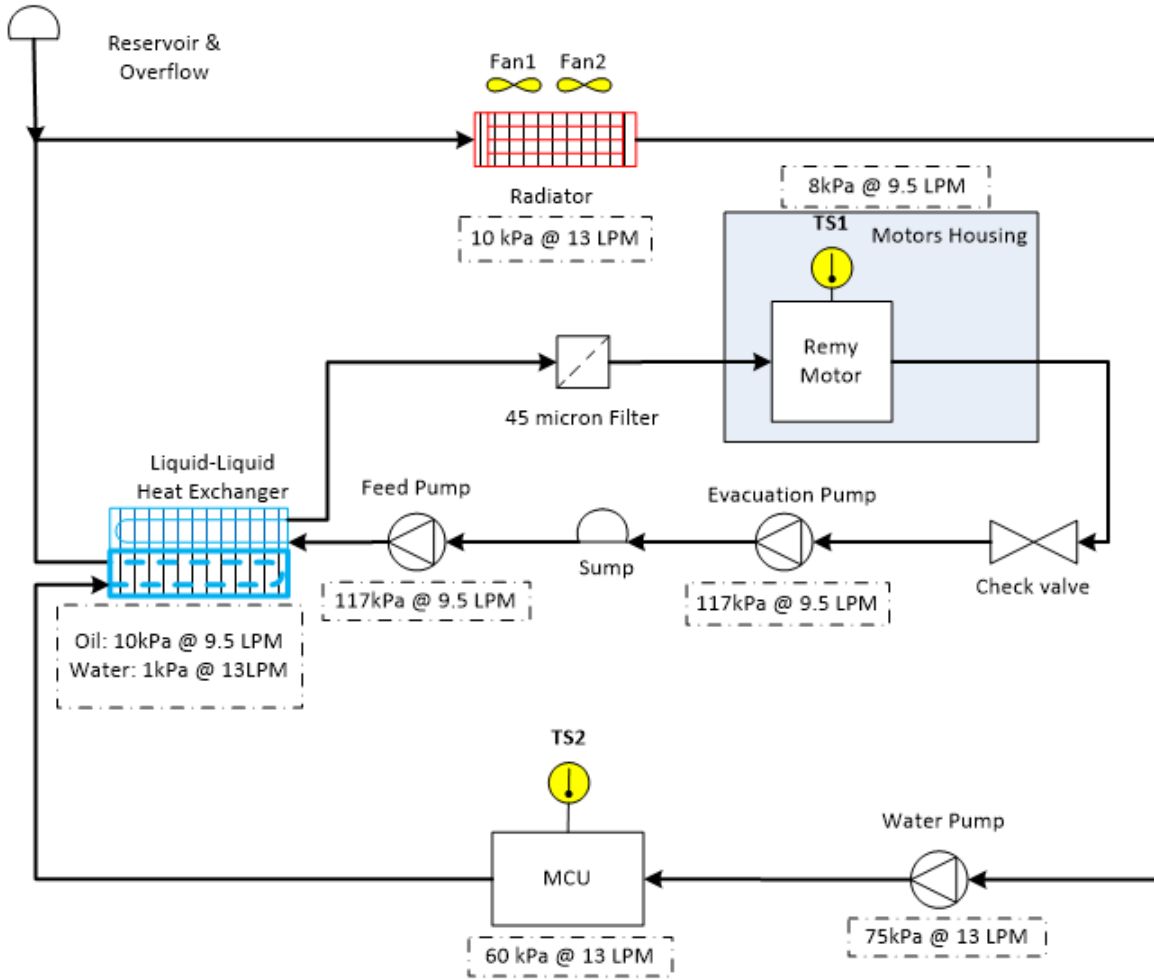 Reservoir &
Overflow
Fan1 Fan2
Radiator
10 kPa @ 13 LPM
8kPa @ 9.5 LPM
TS1
Motors Housing
Remy
Motor
45 micron Filter
Liquid-Liquid
Heat Exchanger
Feed Pump
Evacuation Pump
Sump
Check valve
117kPa @ 9.5 LPM
117kPa @ 9.5 LPM
Oil: 10kPa @ 9.5 LPM
Water: 1kPa @ 13LPM
TS2
Water Pump
MCU
60 kPa @ 13 LPM
75kPa @ 13 LPM